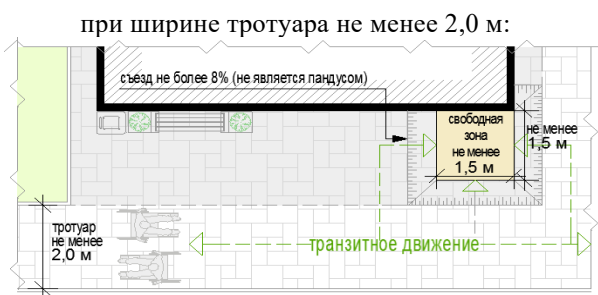 при ширине тротуара не менее 2,0 м:
съезд не более 8% (не является пандусом)
свободная
зона
не менее
1,5 м
не менее
1,5 м
тротуар
не менее
2,0 м
транзитное движение